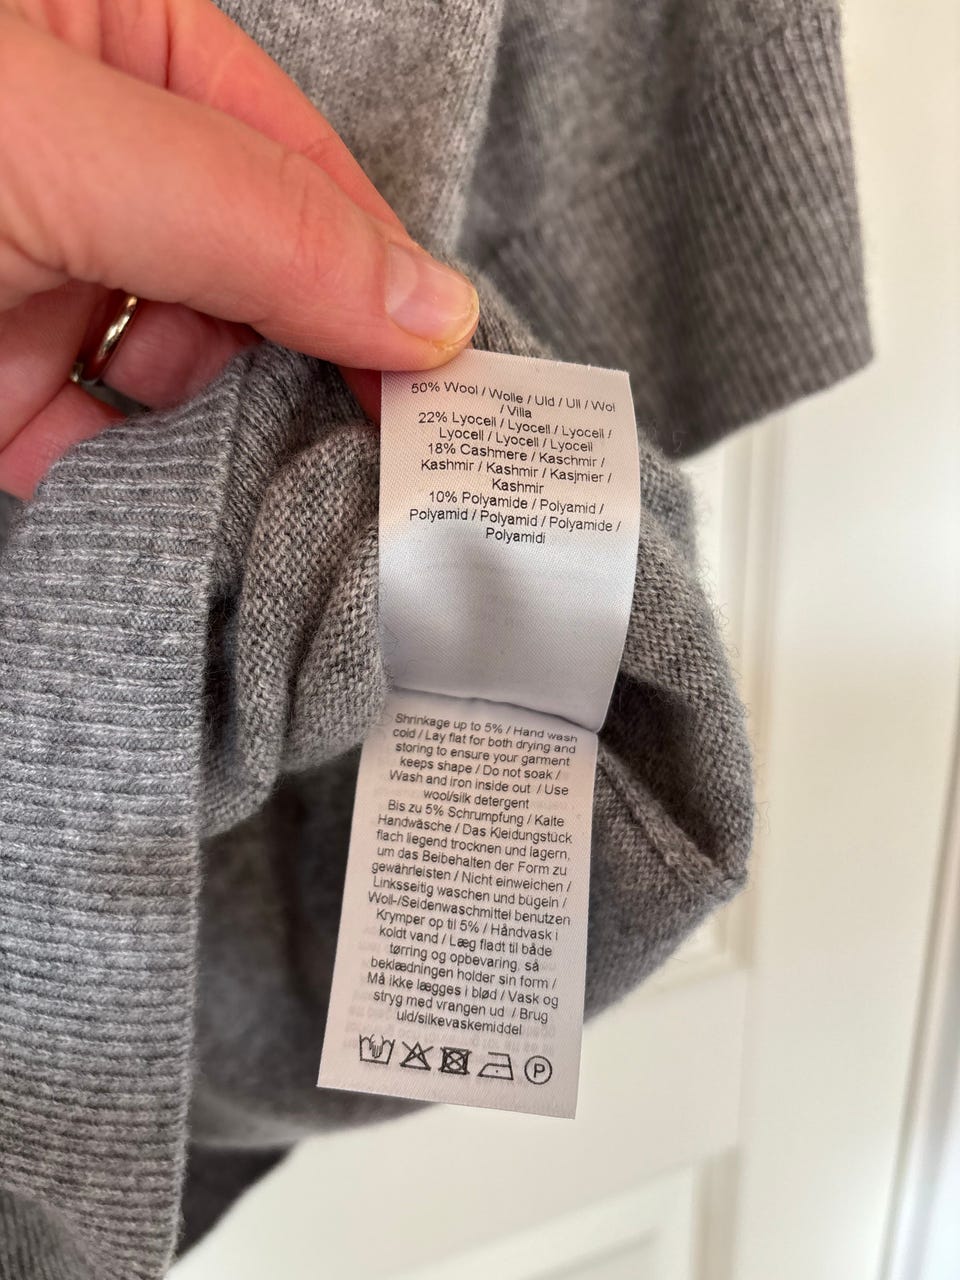 50% Wool / Wolle / Uld / Ull / Wol
/ Villa
22% Lyocell / Lyocell / Lyocell /
Lyocell / Lyocell / Lyocell
18% Cashmere / Kaschmir /
Kashmir / Kashmir / Kasjmier /
Kashmir
10% Polyamide / Polyamid /
Polyamid / Polyamid / Polyamide /
Polyamidi
Shrinkage up to 5% / Hand wash
cold / Lay flat for both drying and
storing to ensure your garment
keeps shape / Do not soak /
Wash and iron inside out / Use
wool/silk detergent
Bis zu 5% Schrumpfung / Kalte
Handwäsche / Das Kleidungstück
flach liegend trocknen und lagern,
um das Beibehalten der Form zu
gewährleisten / Nicht einweichen /
Linksseitig waschen und bügeln /
Woll-/Seidenwaschmittel benutzen
Krymper op til 5% / Håndvask i
koldt vand / Læg fladt til både
tørring og opbevaring, så
beklædningen holder sin form /
Må ikke lægges i blød / Vask og
stryg med vrangen ud / Brug
uld/silkevaskemiddel
P